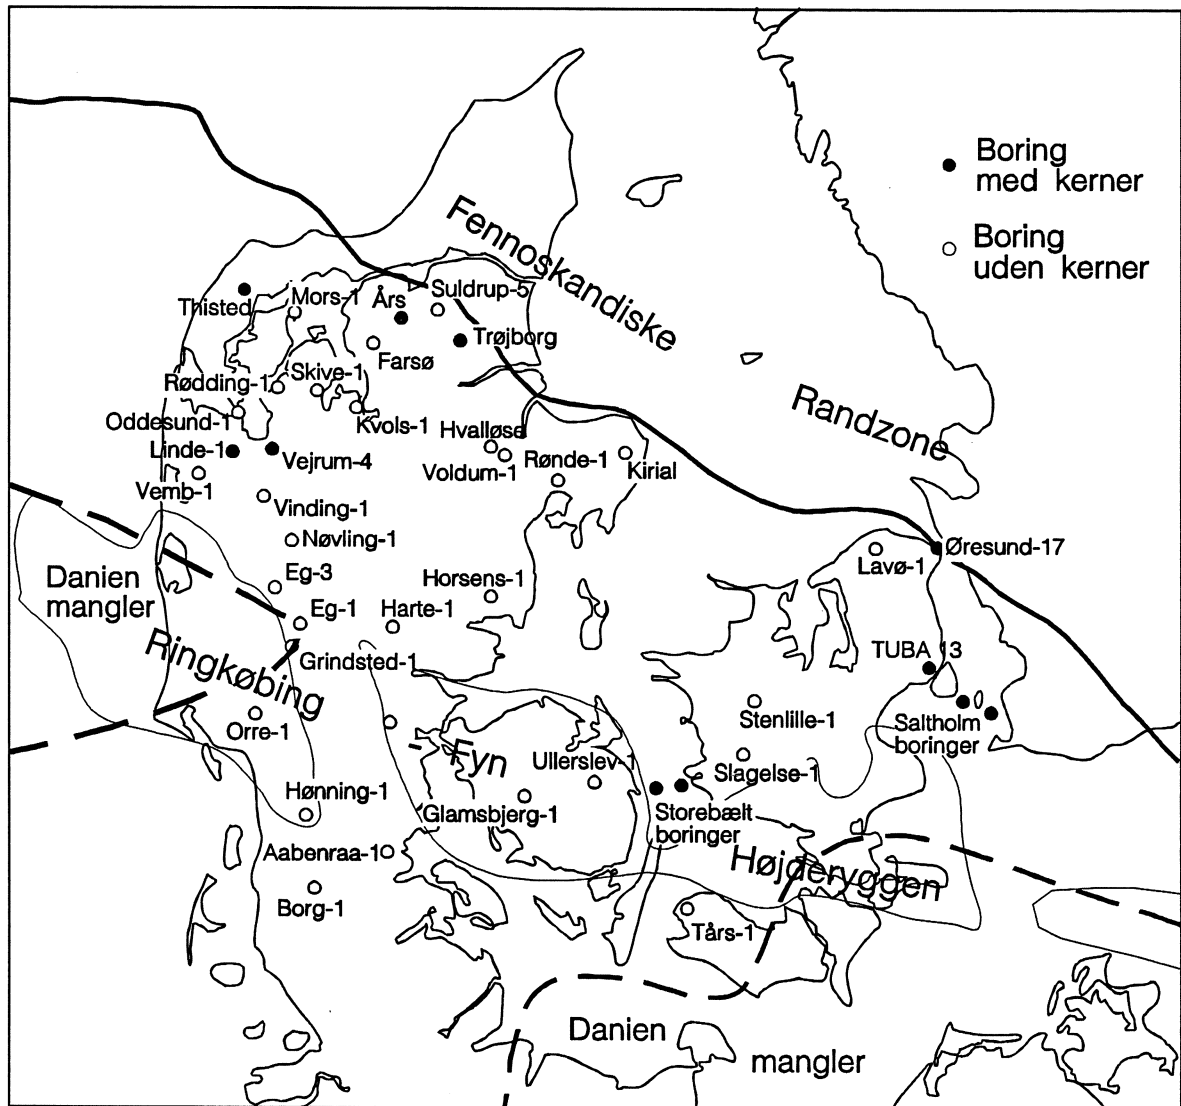 Boring
med kerner
Boring
uden kerner
Fennoskandiske
Randzone
Thisted
Mors-1
Års
Suldrup-5
Trøjborg
Farsø
Rødding-1
Skive-1
Oddesund-1
Kvols-1
Hvalløse
Linde-1
Vejrum-4
Voldum-1
Rønde-1
Kirial
Vemb-1
Vinding-1
Nøvling-1
Øresund-17
Lavø-1
Danien
mangler
Eg-3
Horsens-1
Eg-1
Harte-1
Ringkøbing
Grindsted-1
TUBA 13
Orre-1
Stenlille-1
Saltholm
boringer
- Fyn
Ullerslev-1
Slagelse-1
Hønning-1
Glamsbjerg-1
Storebælt
boringer
Aabenraa-1
Højderyggen
Borg-1
Tårs-1
Danien
mangler